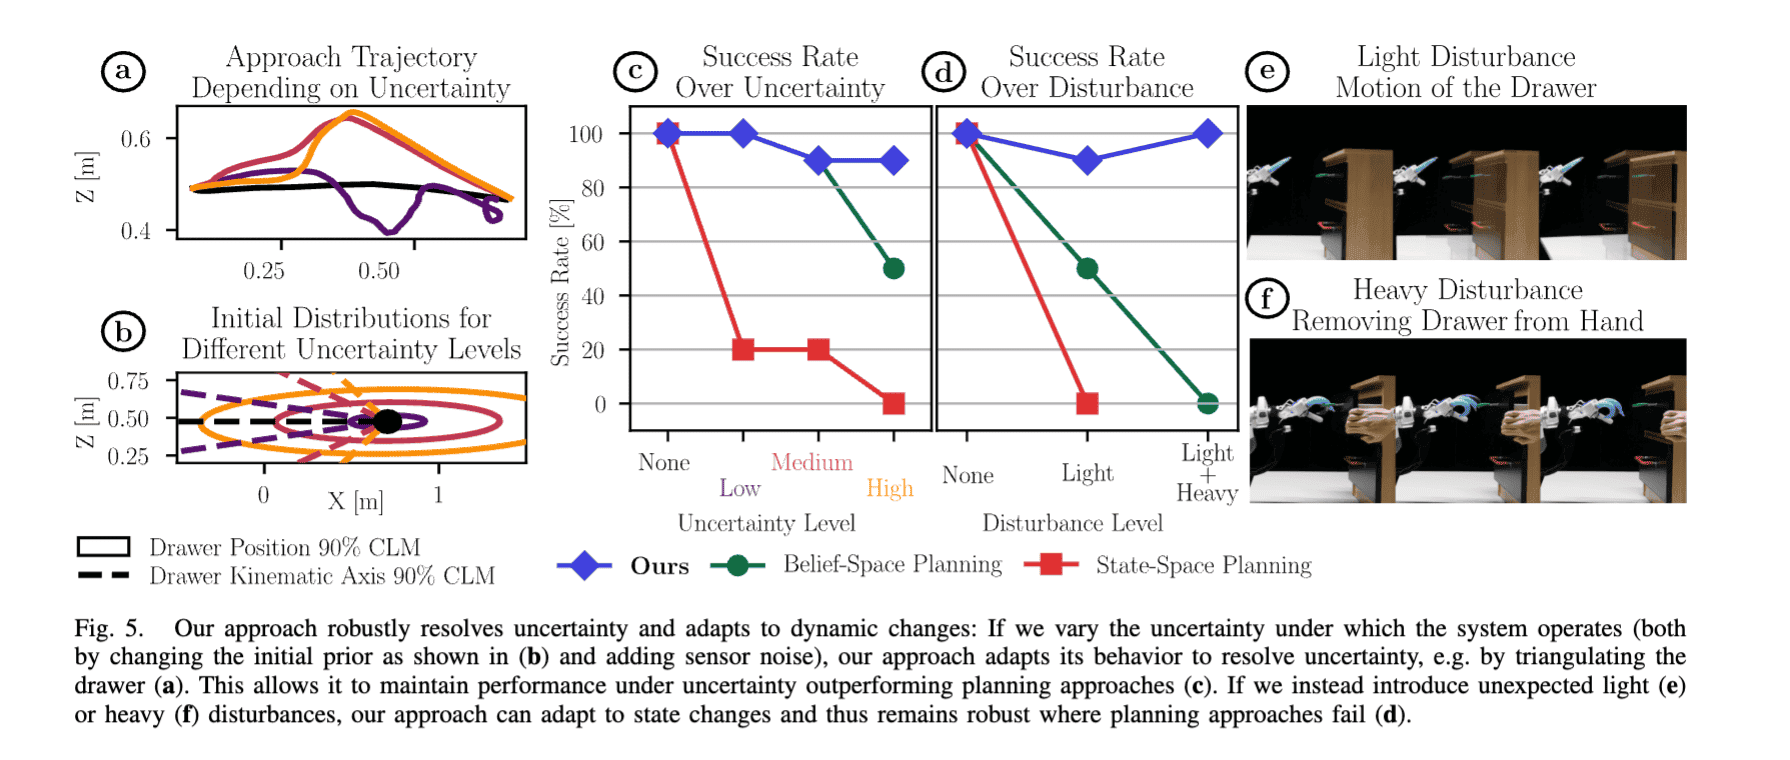 a
Approach Trajectory
Depending on Uncertainty
Z [m]
0.6
0.4
0.25
0.50
b
Initial Distributions for
Different Uncertainty Levels
Z [m]
0.75
0.50
0.25
0
1
X [m]
Drawer Position 90% CLM
Drawer Kinematic Axis 90% CLM
c
Success Rate
Over Uncertainty
Success Rate [%]
100
80
60
40
20
0
None
Low
Medium
High
Uncertainty Level
d
Success Rate
Over Disturbance
None
Light
Light
+
Heavy
Disturbance Level
Ours
Belief-Space Planning
State-Space Planning
e
Light Disturbance
Motion of the Drawer
f
Heavy Disturbance
Removing Drawer from Hand
Fig. 5. Our approach robustly resolves uncertainty and adapts to dynamic changes: If we vary the uncertainty under which the system operates (both
by changing the initial prior as shown in (b) and adding sensor noise), our approach adapts its behavior to resolve uncertainty, e.g. by triangulating the
drawer (a). This allows it to maintain performance under uncertainty outperforming planning approaches (c). If we instead introduce unexpected light (e)
or heavy (f) disturbances, our approach can adapt to state changes and thus remains robust where planning approaches fail (d).